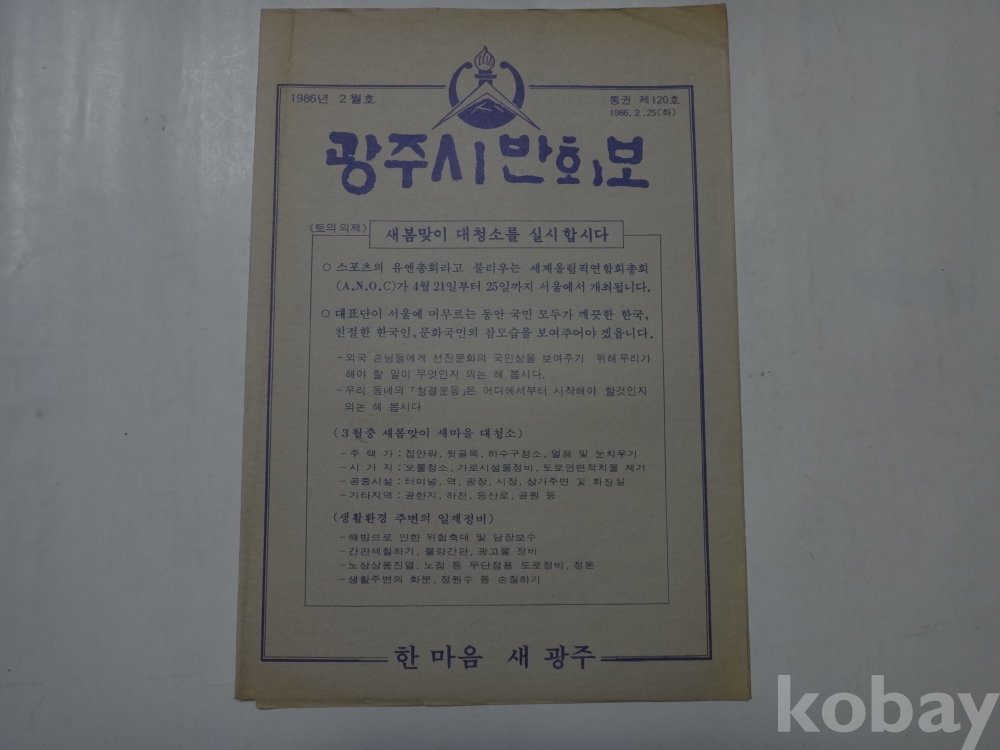 1986년 2월호
통권 제120호
1986. 2. 25(화)
광주시반회보
(토의의제)
새봄맞이 대청소를 실시합시다
○ 스포츠의 유엔총회라고 불리우는 세계올림픽연합회총회
(A.N.O.C)가 4월 21일부터 25일까지 서울에서 개최됩니다.
○ 대표단이 서울에 머무르는 동안 국민 모두가 깨끗한 한국,
친절한 한국인, 문화국민의 참모습을 보여주어야 겠읍니다.
- 외국 손님들에게 선진문화의 국민상을 보여주기 위해우리가
해야 할 일이 무엇인지 의논 해 봅시다.
- 우리 동네의 「청결운동」은 어디에서부터 시작해야 할것인지
의논 해 봅시다
(3월중 새봄맞이 새마을 대청소)
- 주 택 가 : 집안팎, 뒷골목, 하수구청소, 얼음 및 눈치우기
- 시 가 지 : 오물청소, 가로시설물정비, 도로연변적치물 제거
- 공중시설 : 터미널, 역, 광장, 시장, 상가주변 및 화장실
- 기타지역 : 공한지, 하천, 등산로, 공원 등
(생활환경 주변의 일제정비)
- 해빙으로 인한 위험축대 및 담장보수
- 간판색칠하기, 불량간판, 광고물 정비
- 노상상품진열, 노점 등 무단점용 도로정비, 정돈
- 생활주변의 화분, 정원수 등 손질하기
한마음 새 광주
kobay